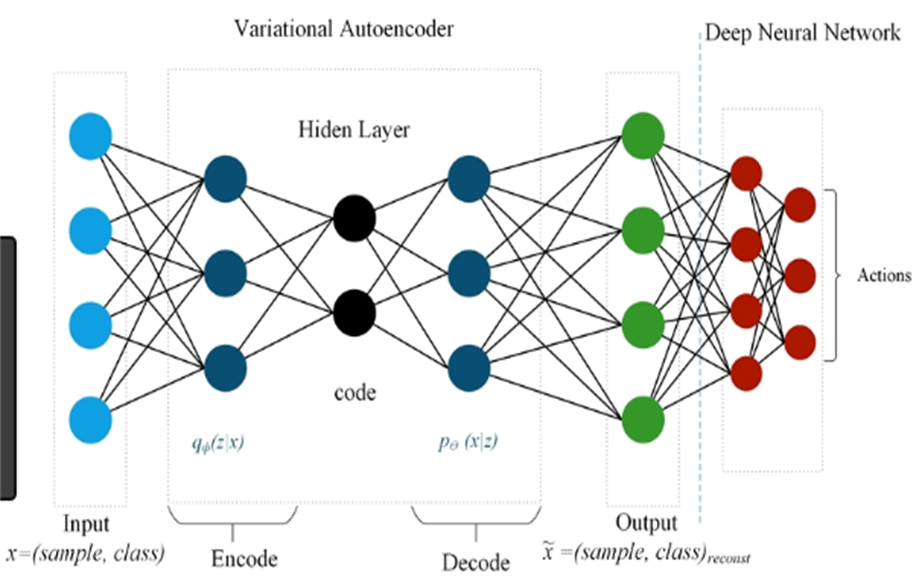 Variational Autoencoder
Deep Neural Network
Hiden Layer
Actions
code
qϕ(z|x)
pΘ (x|z)
Input
x=(sample, class)
Encode
Decode
Output
x̃ =(sample, class)reconst